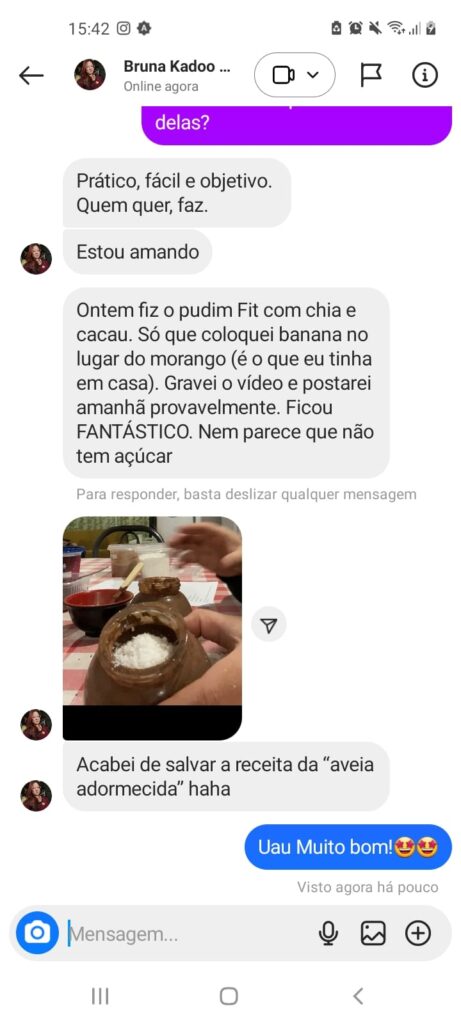 15:42
Bruna Kadoo ...
Online agora
delas?
Prático, fácil e objetivo.
Quem quer, faz.
Estou amando
Ontem fiz o pudim Fit com chia e
cacau. Só que coloquei banana no
lugar do morango (é o que eu tinha
em casa). Gravei o vídeo e postarei
amanhã provavelmente. Ficou
FANTÁSTICO. Nem parece que não
tem açúcar
Para responder, basta deslizar qualquer mensagem
Acabei de salvar a receita da “aveia
adormecida” haha
Uau Muito bom!🤩🤩
Visto agora há pouco
Mensagem...